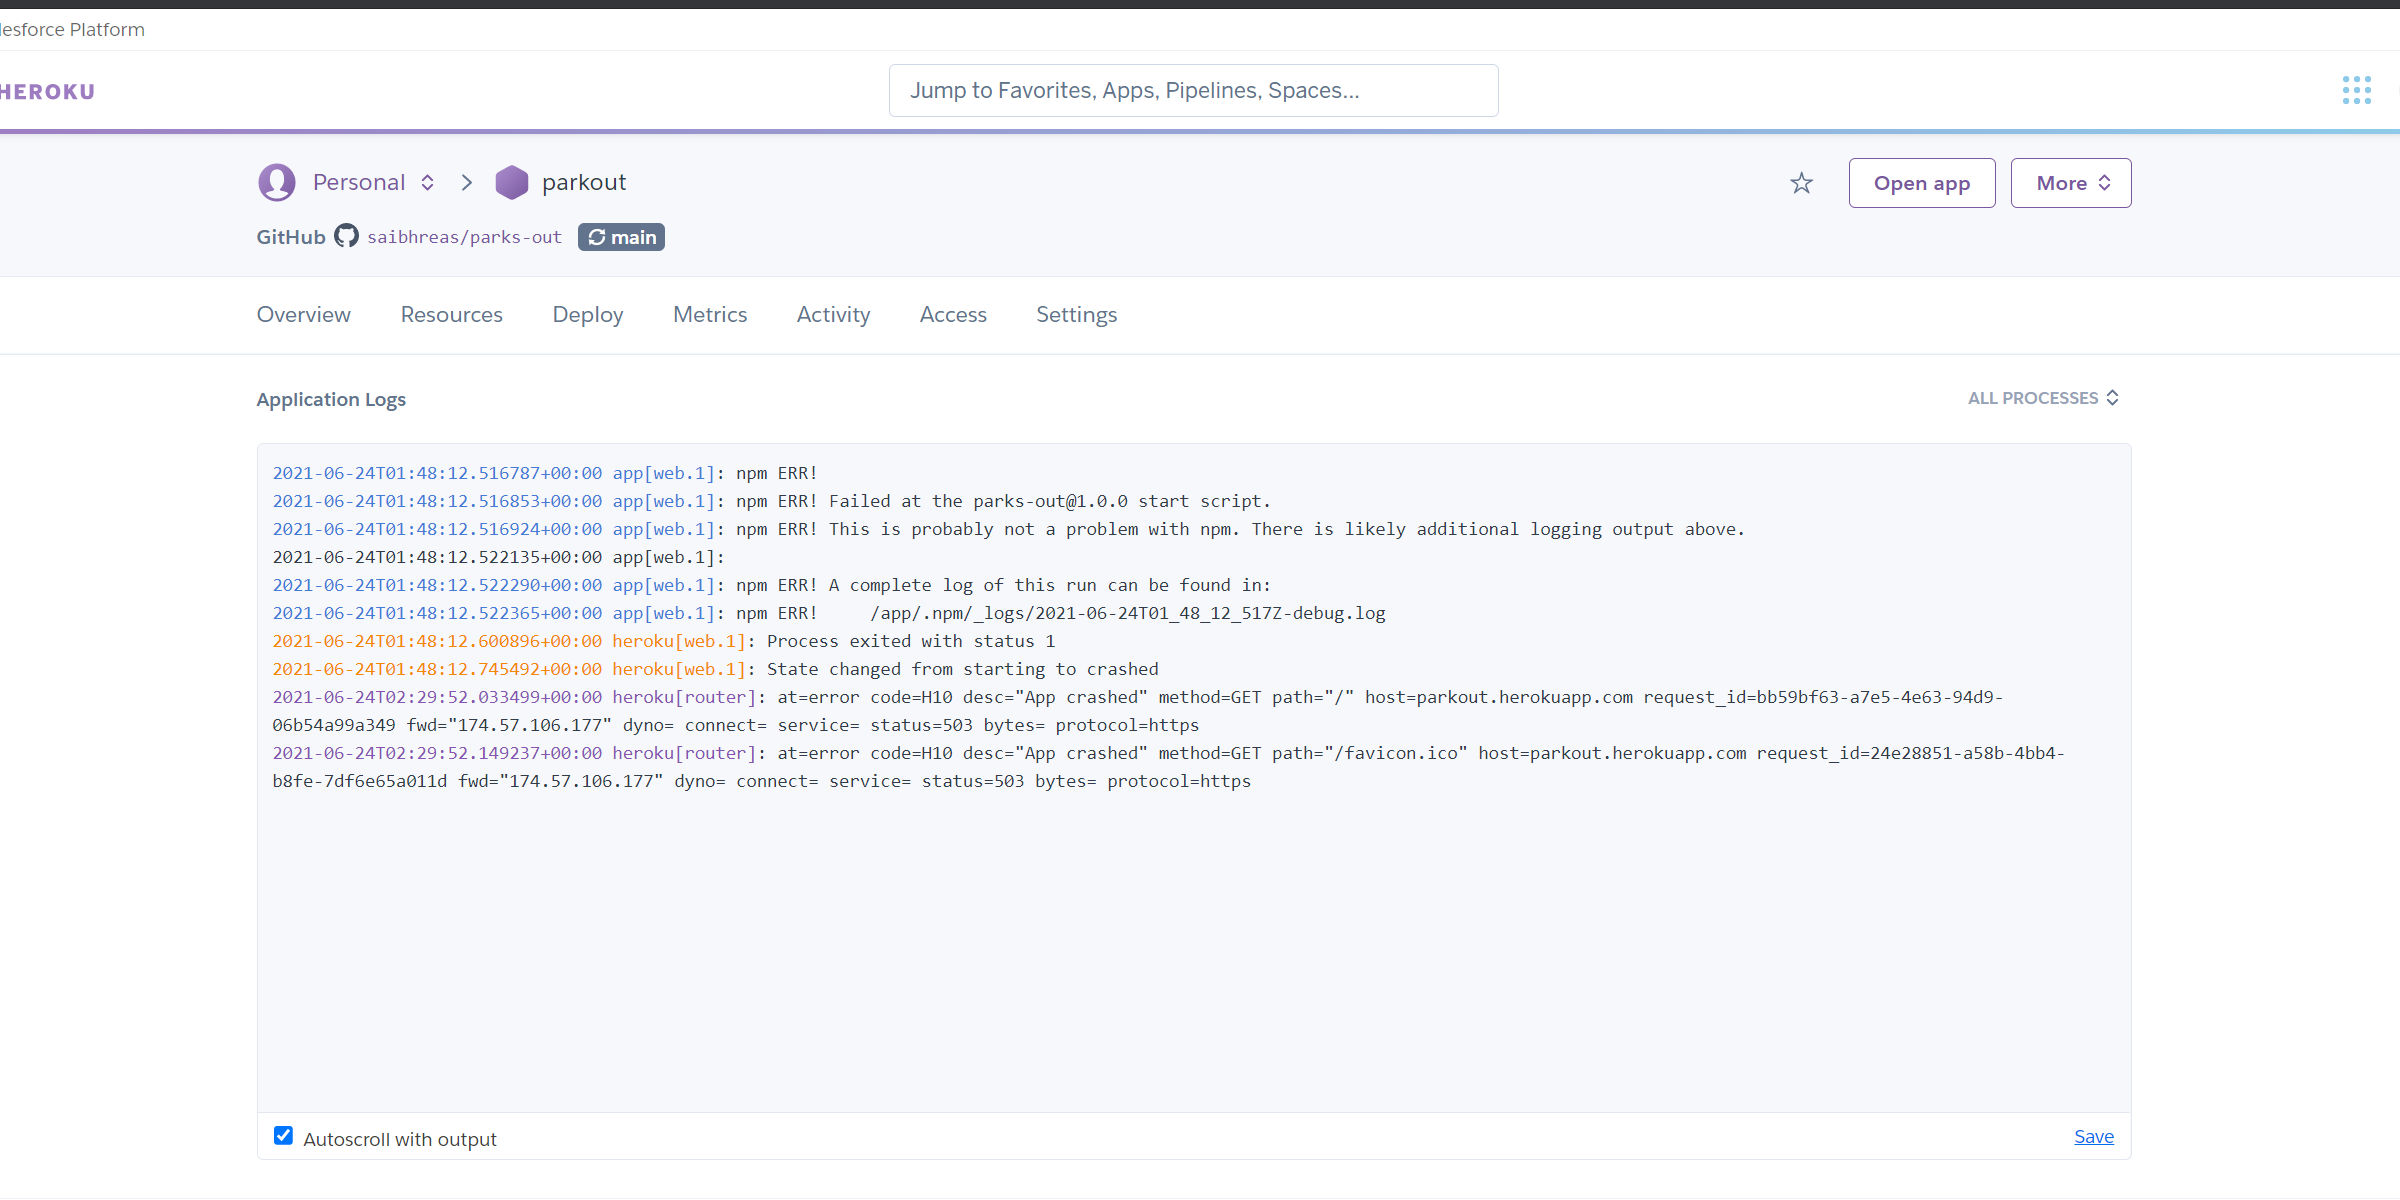 lesforce Platform
HEROKU
Jump to Favorites, Apps, Pipelines, Spaces...
Personal
parkout
Open app
More
GitHub saibhreas/parks-out main
Overview Resources Deploy Metrics Activity Access Settings
Application Logs
ALL PROCESSES
2021-06-24T01:48:12.516787+00:00 app[web.1]: npm ERR!
2021-06-24T01:48:12.516853+00:00 app[web.1]: npm ERR! Failed at the parks-out@1.0.0 start script.
2021-06-24T01:48:12.516924+00:00 app[web.1]: npm ERR! This is probably not a problem with npm. There is likely additional logging output above.
2021-06-24T01:48:12.522135+00:00 app[web.1]:
2021-06-24T01:48:12.522290+00:00 app[web.1]: npm ERR! A complete log of this run can be found in:
2021-06-24T01:48:12.522365+00:00 app[web.1]: npm ERR!     /app/.npm/_logs/2021-06-24T01_48_12_517Z-debug.log
2021-06-24T01:48:12.600896+00:00 heroku[web.1]: Process exited with status 1
2021-06-24T01:48:12.745492+00:00 heroku[web.1]: State changed from starting to crashed
2021-06-24T02:29:52.033499+00:00 heroku[router]: at=error code=H10 desc="App crashed" method=GET path="/" host=parkout.herokuapp.com request_id=bb59bf63-a7e5-4e63-94d9-
06b54a99a349 fwd="174.57.106.177" dyno= connect= service= status=503 bytes= protocol=https
2021-06-24T02:29:52.149237+00:00 heroku[router]: at=error code=H10 desc="App crashed" method=GET path="/favicon.ico" host=parkout.herokuapp.com request_id=24e28851-a58b-4bb4-
b8fe-7df6e65a011d fwd="174.57.106.177" dyno= connect= service= status=503 bytes= protocol=https
Autoscroll with output
Save